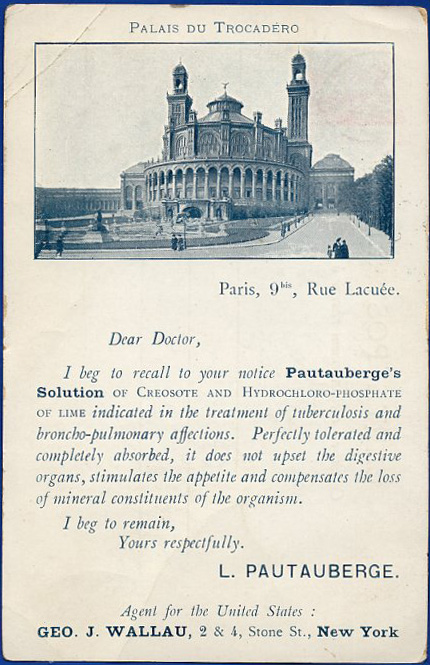 PALAIS DU TROCADÉRO
Paris, 9bis, Rue Lacuée.
Dear Doctor,
I beg to recall to your notice Pautauberge's
Solution OF CREOSOTE AND HYDROCHLORO-PHOSPHATE
OF LIME indicated in the treatment of tuberculosis and
broncho-pulmonary affections. Perfectly tolerated and
completely absorbed, it does not upset the digestive
organs, stimulates the appetite and compensates the loss
of mineral constituents of the organism.
I beg to remain,
Yours respectfully.
L. PAUTAUBERGE.
Agent for the United States :
GEO. J. WALLAU, 2 & 4, Stone St., New York